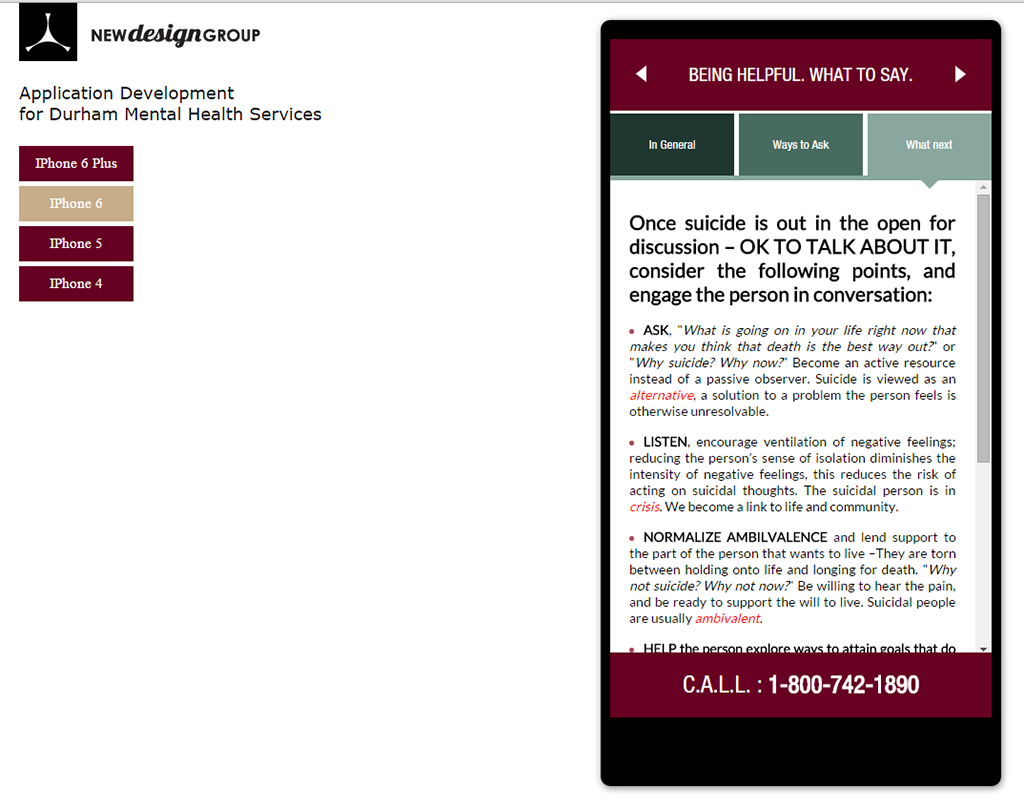 NEWdesignGROUP
Application Development
for Durham Mental Health Services
IPhone 6 Plus
IPhone 6
IPhone 5
IPhone 4
BEING HELPFUL. WHAT TO SAY.
In General
Ways to Ask
What next
Once suicide is out in the open for
discussion – OK TO TALK ABOUT IT,
consider the following points, and
engage the person in conversation:
• ASK, "What is going on in your life right now that
makes you think that death is the best way out?" or
"Why suicide? Why now?" Become an active resource
instead of a passive observer. Suicide is viewed as an
alternative, a solution to a problem the person feels is
otherwise unresolvable.
• LISTEN, encourage ventilation of negative feelings;
reducing the person's sense of isolation diminishes the
intensity of negative feelings, this reduces the risk of
acting on suicidal thoughts. The suicidal person is in
crisis. We become a link to life and community.
• NORMALIZE AMBILVALENCE and lend support to
the part of the person that wants to live –They are torn
between holding onto life and longing for death. "Why
not suicide? Why not now?" Be willing to hear the pain,
and be ready to support the will to live. Suicidal people
are usually ambivalent.
• HELP the person explore ways to attain goals that do
C.A.L.L. : 1-800-742-1890